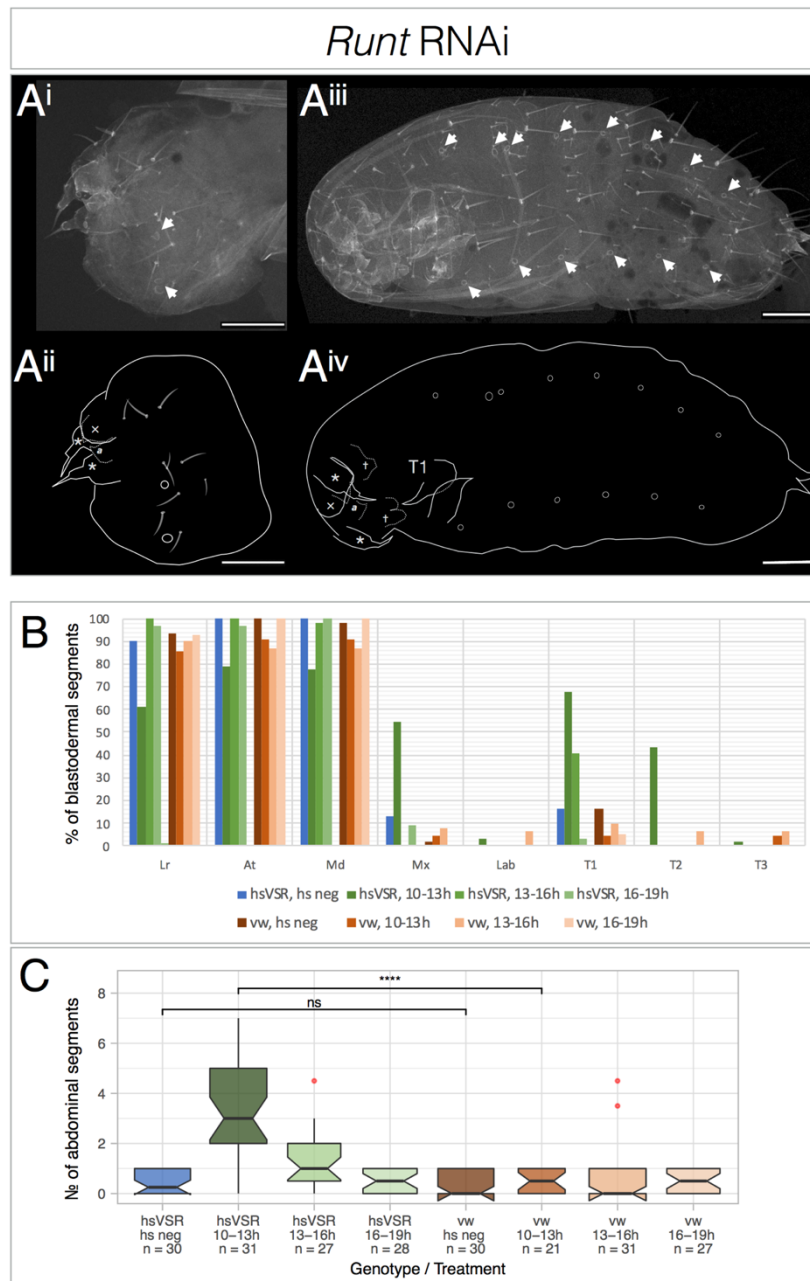 Runt RNAi
Ai
Aiii
Aii
Aiv
×
*
a
*
†
T1
*
×
a
†
*
B
% of blastodermal segments
100
90
80
70
60
50
40
30
20
10
0
Lr At Md Mx Lab T1 T2 T3
hsVSR, hs neg hsVSR, 10-13h hsVSR, 13-16h hsVSR, 16-19h
vw, hs neg vw, 10-13h vw, 13-16h vw, 16-19h
C
№ of abdominal segments
8
6
4
2
0
****
ns
hsVSR hsVSR hsVSR hsVSR vw vw vw vw
hs neg 10–13h 13–16h 16–19h hs neg 10–13h 13–16h 16–19h
n = 30 n = 31 n = 27 n = 28 n = 30 n = 21 n = 31 n = 27
Genotype / Treatment